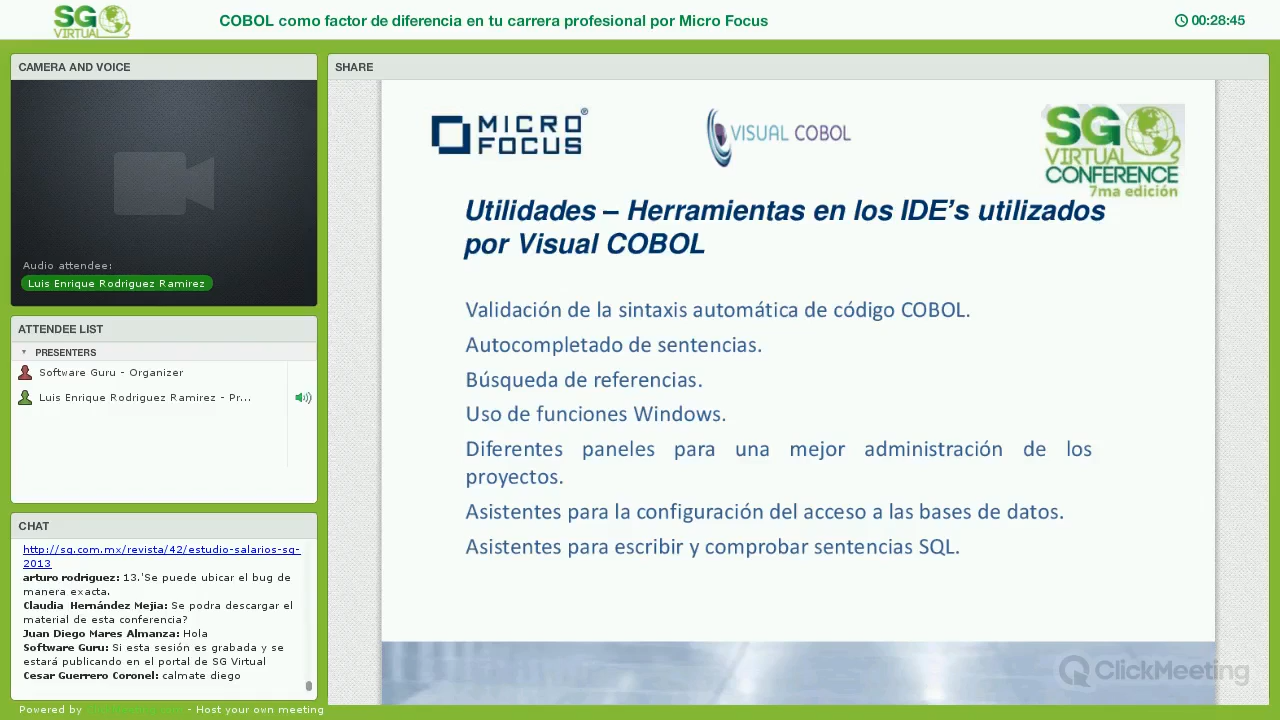 SG
VIRTUAL
COBOL como factor de diferencia en tu carrera profesional por Micro Focus
00:28:45
CAMERA AND VOICE
Audio attendee:
Luis Enrique Rodriguez Ramirez
ATTENDEE LIST
PRESENTERS
Software Guru - Organizer
Luis Enrique Rodriguez Ramirez - Pr...
CHAT
http://sg.com.mx/revista/42/estudio-salarios-sg-
2013
arturo rodriguez: 13.'Se puede ubicar el bug de
manera exacta.
Claudia Hernández Mejia: Se podra descargar el
material de esta conferencia?
Juan Diego Mares Almanza: Hola
Software Guru: Si esta sesión es grabada y se
estará publicando en el portal de SG Virtual
Cesar Guerrero Coronel: calmate diego
Powered by ClickMeeting.com - Host your own meeting
SHARE
MICRO
FOCUS®
VISUAL COBOL
SG
VIRTUAL
CONFERENCE
7ma edición
Utilidades – Herramientas en los IDE’s utilizados
por Visual COBOL
Validación de la sintaxis automática de código COBOL.
Autocompletado de sentencias.
Búsqueda de referencias.
Uso de funciones Windows.
Diferentes paneles para una mejor administración de los
proyectos.
Asistentes para la configuración del acceso a las bases de datos.
Asistentes para escribir y comprobar sentencias SQL.
ClickMeeting